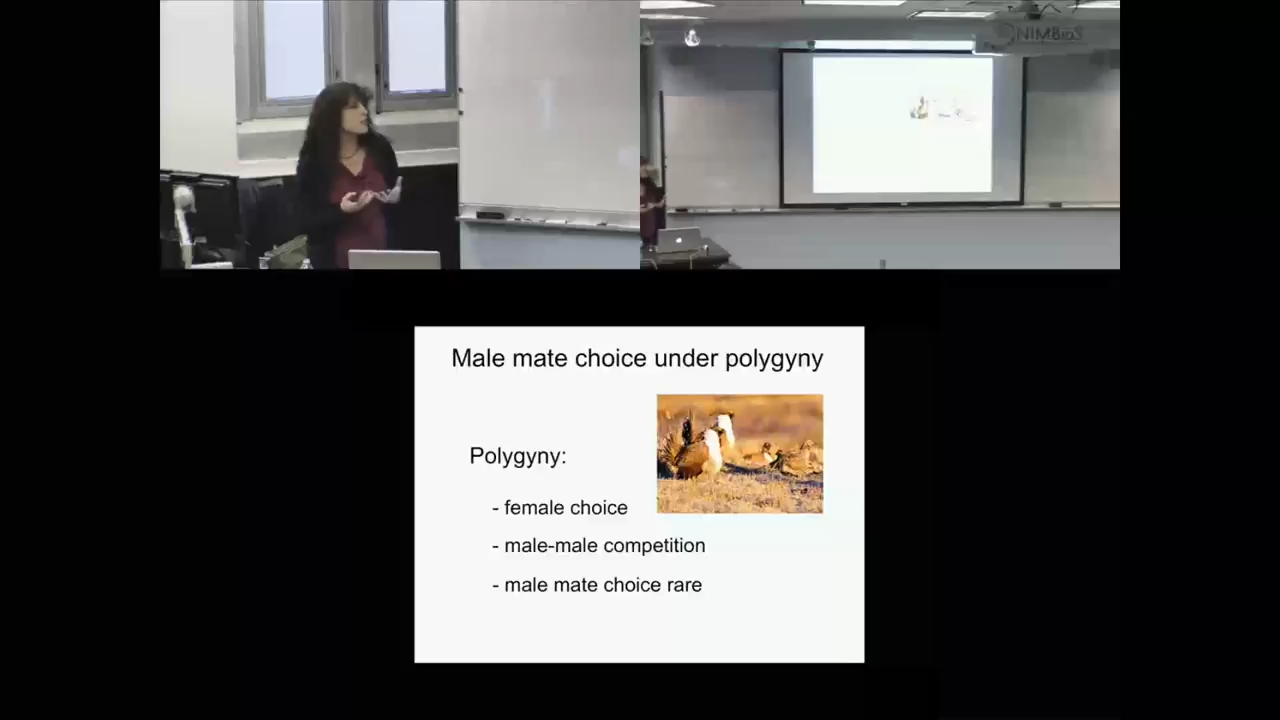 NIMBioS
Male mate choice under polygyny
Polygyny:
- female choice
- male-male competition
- male mate choice rare